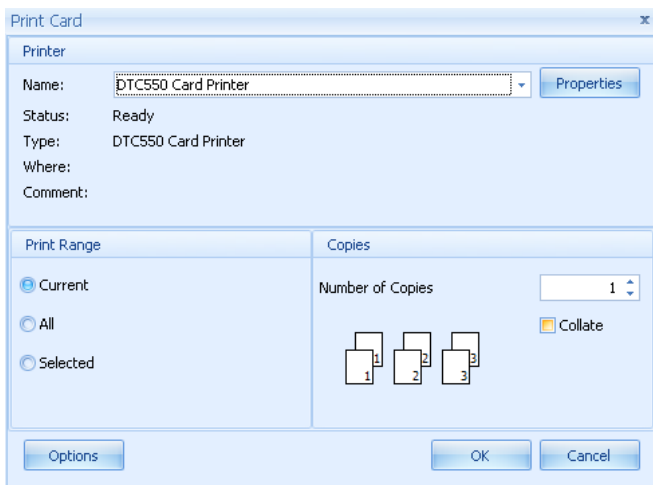 Print Card x
Printer
Name: DTC550 Card Printer Properties
Status: Ready
Type: DTC550 Card Printer
Where:
Comment:
Print Range
Current
All
Selected
Copies
Number of Copies 1
Collate
1 1 2 2 3 3
Options OK Cancel